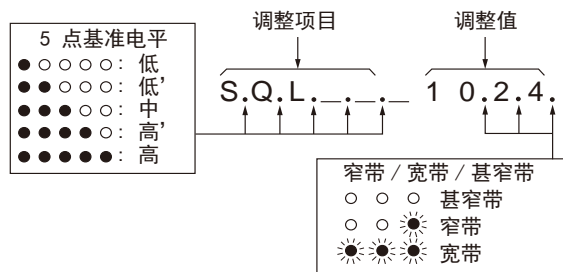 调整项目 调整值
5 点基准电平
●○○○○: 低
●●○○○: 低’
●●●○○: 中
●●●●○: 高’
●●●●●: 高
S.Q.L._._._ 1 0.2.4.
窄带 / 宽带 / 甚窄带
○ ○ ○ 甚窄带
○ ○ ● 窄带
● ● ● 宽带